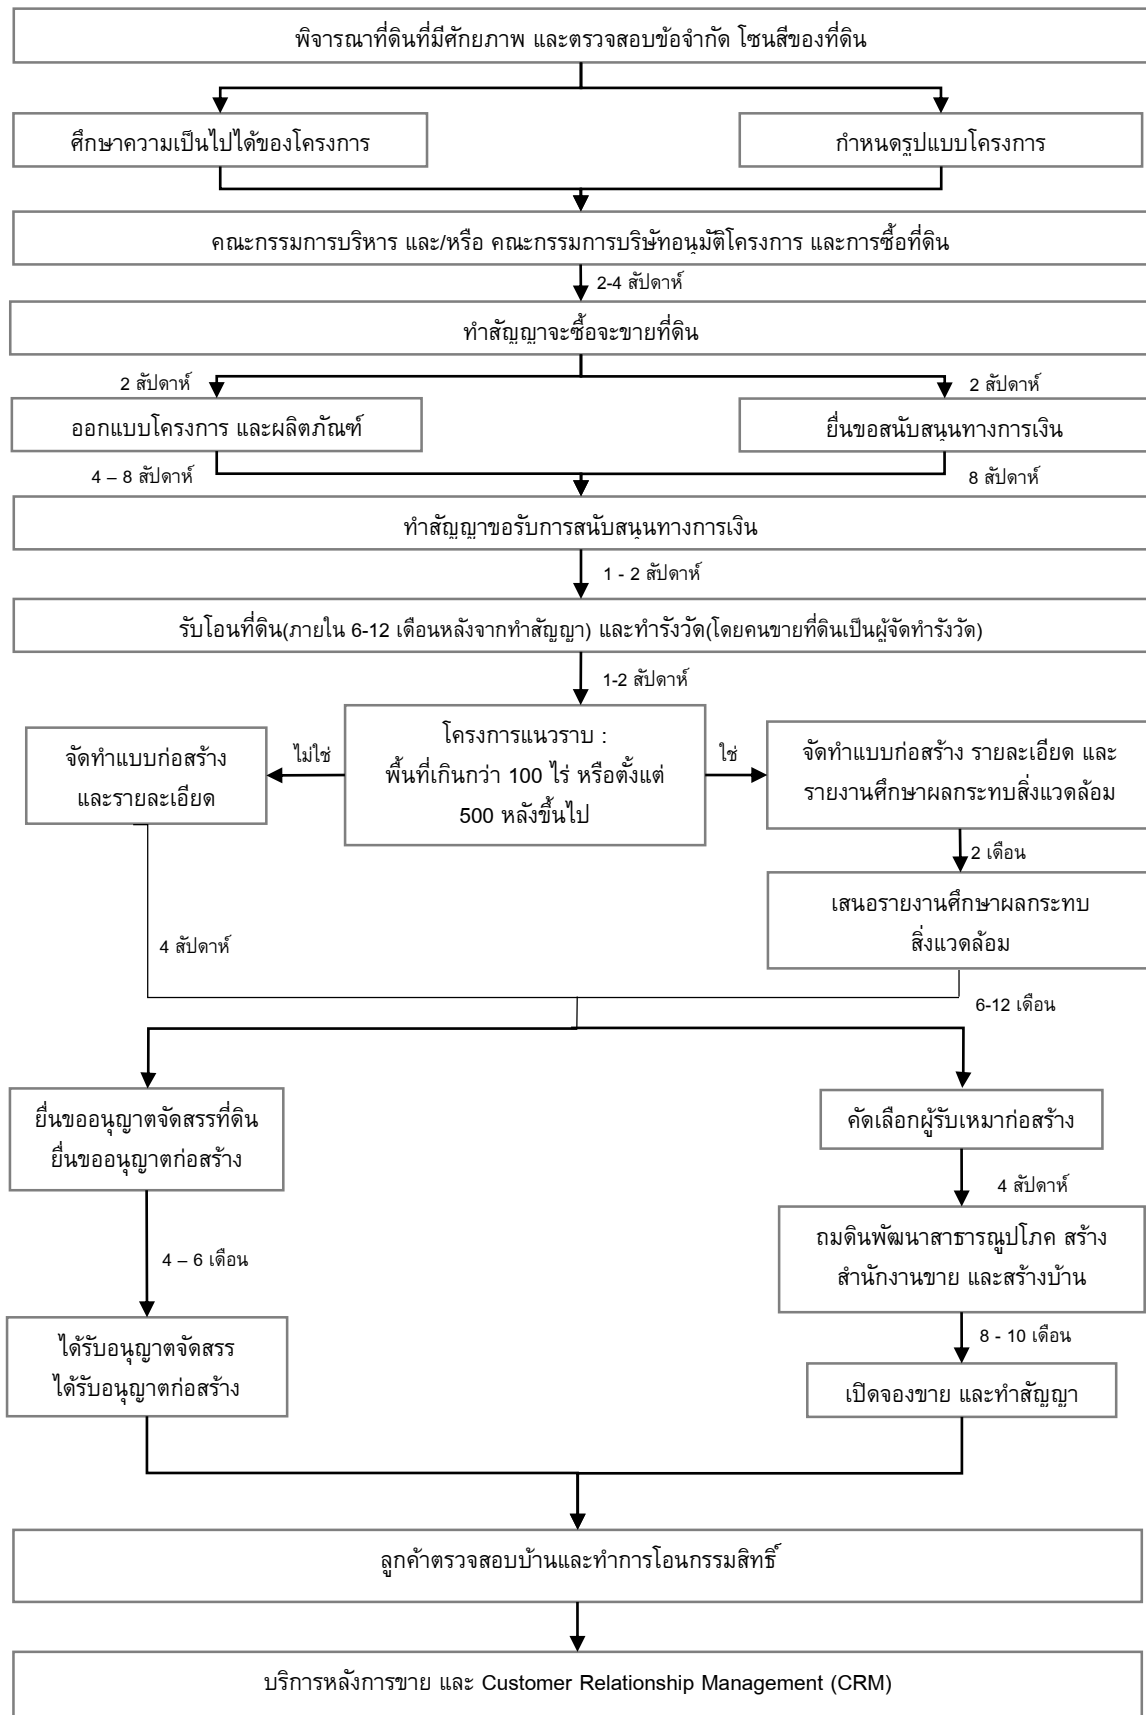 พิจารณาที่ดินที่มีศักยภาพ และตรวจสอบข้อจำกัด โซนสีของที่ดิน
ศึกษาความเป็นไปได้ของโครงการ
กำหนดรูปแบบโครงการ
คณะกรรมการบริหาร และ/หรือ คณะกรรมการบริษัทอนุมัติโครงการ และการซื้อที่ดิน
2-4 สัปดาห์
ทำสัญญาจะซื้อจะขายที่ดิน
2 สัปดาห์
2 สัปดาห์
ออกแบบโครงการ และผลิตภัณฑ์
ยื่นขอสนับสนุนทางการเงิน
4 – 8 สัปดาห์
8 สัปดาห์
ทำสัญญาขอรับการสนับสนุนทางการเงิน
1 - 2 สัปดาห์
รับโอนที่ดิน(ภายใน 6-12 เดือนหลังจากทำสัญญา) และทำรังวัด(โดยคนขายที่ดินเป็นผู้จัดทำรังวัด)
1-2 สัปดาห์
โครงการแนวราบ :
พื้นที่เกินกว่า 100 ไร่ หรือตั้งแต่
500 หลังขึ้นไป
ไม่ใช่
ใช่
จัดทำแบบก่อสร้าง
และรายละเอียด
จัดทำแบบก่อสร้าง รายละเอียด และ
รายงานศึกษาผลกระทบสิ่งแวดล้อม
2 เดือน
เสนอรายงานศึกษาผลกระทบ
สิ่งแวดล้อม
4 สัปดาห์
6-12 เดือน
ยื่นขออนุญาตจัดสรรที่ดิน
ยื่นขออนุญาตก่อสร้าง
คัดเลือกผู้รับเหมาก่อสร้าง
4 สัปดาห์
ถมดินพัฒนาสาธารณูปโภค สร้าง
สำนักงานขาย และสร้างบ้าน
4 – 6 เดือน
8 - 10 เดือน
ได้รับอนุญาตจัดสรร
ได้รับอนุญาตก่อสร้าง
เปิดจองขาย และทำสัญญา
ลูกค้าตรวจสอบบ้านและทำการโอนกรรมสิทธิ์
บริการหลังการขาย และ Customer Relationship Management (CRM)